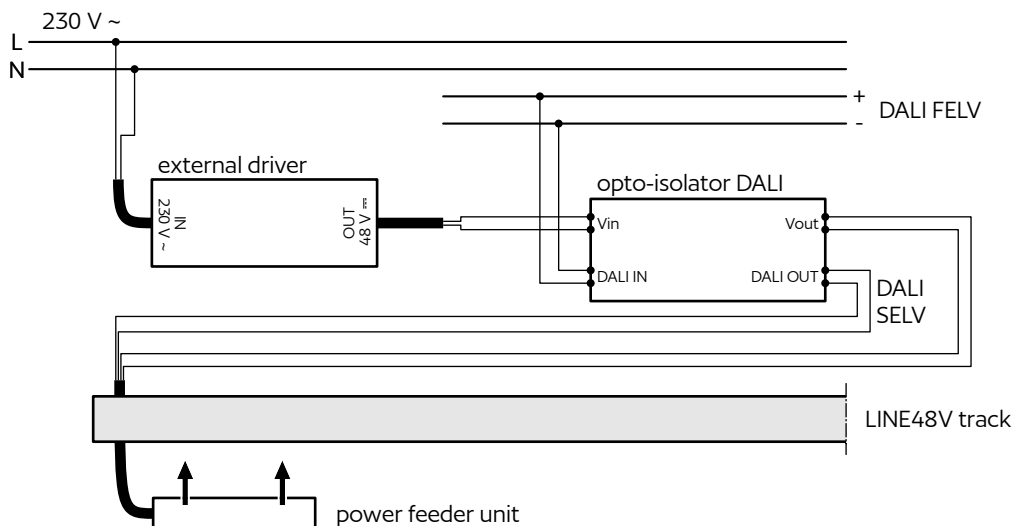 230 V ~
L
N
+
DALI FELV
-
external driver
IN
230 V ~
OUT
48 V ⎓
opto-isolator DALI
Vin
Vout
DALI IN
DALI OUT
DALI
SELV
LINE48V track
power feeder unit